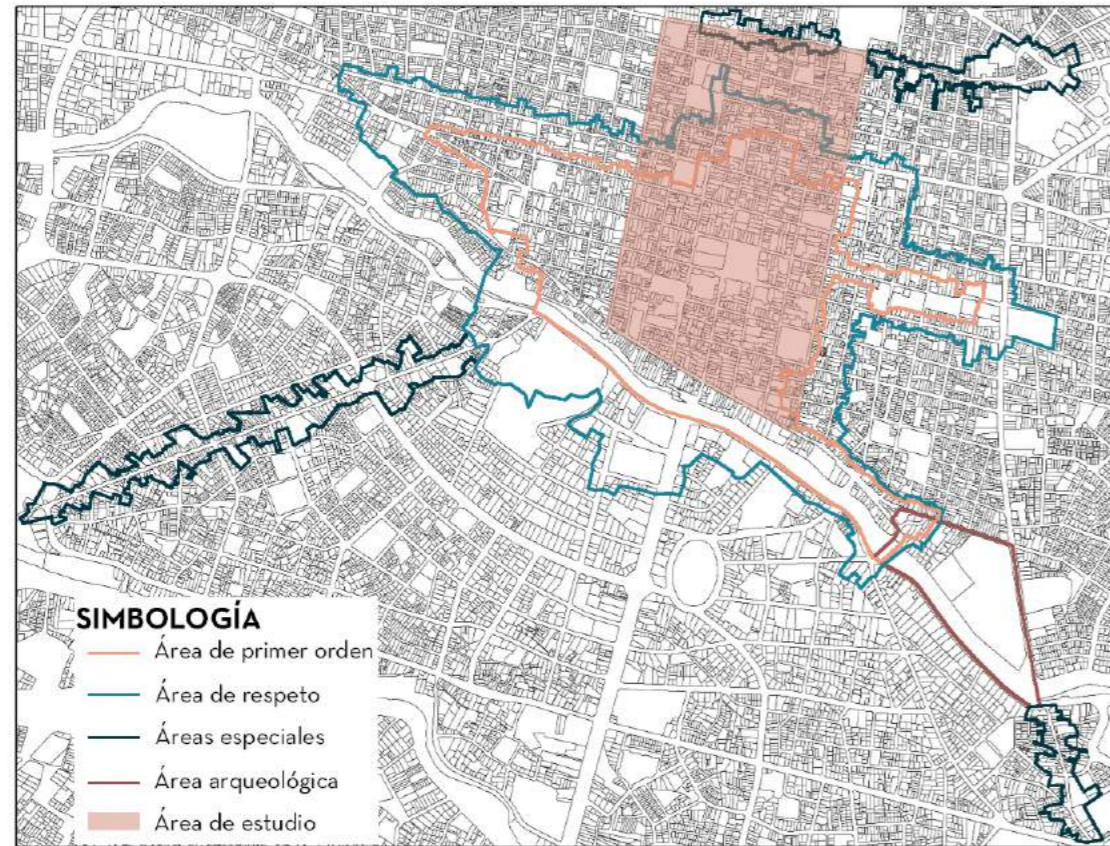 SIMBOLOGÍA
Área de primer orden
Área de respeto
Áreas especiales
Área arqueológica
Área de estudio